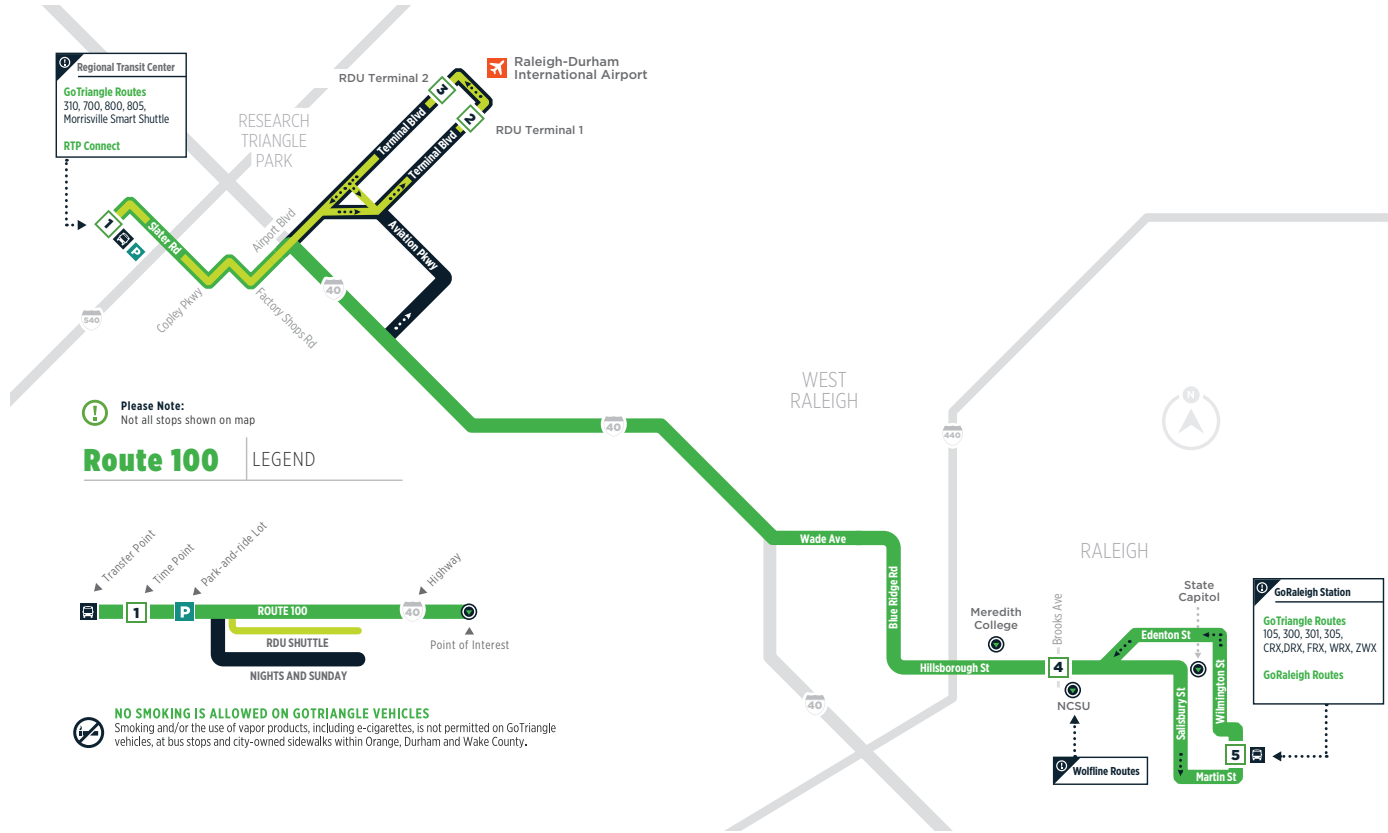 Regional Transit Center
GoTriangle Routes
310, 700, 800, 805,
Morrisville Smart Shuttle
RTP Connect
RESEARCH
TRIANGLE
PARK
RDU Terminal 2
Raleigh-Durham
International Airport
RDU Terminal 1
3
2
Terminal Blvd
Terminal Blvd
1
P
Slater Rd
Airport Blvd
Aviation Pkwy
Copley Pkwy
Factory Shops Rd
40
540
Please Note:
Not all stops shown on map
Route 100
LEGEND
Transfer Point
Time Point
Park-and-ride Lot
Highway
1
P
ROUTE 100
40
RDU SHUTTLE
Point of Interest
NIGHTS AND SUNDAY
NO SMOKING IS ALLOWED ON GOTRIANGLE VEHICLES
Smoking and/or the use of vapor products, including e-cigarettes, is not permitted on GoTriangle
vehicles, at bus stops and city-owned sidewalks within Orange, Durham and Wake County.
40
WEST
RALEIGH
440
N
Wade Ave
Blue Ridge Rd
RALEIGH
Meredith
College
Brooks Ave
State
Capitol
Hillsborough St
4
NCSU
Edenton St
Wilmington St
Salisbury St
Martin St
5
40
Wolfline Routes
GoRaleigh Station
GoTriangle Routes
105, 300, 301, 305,
CRX,DRX, FRX, WRX, ZWX
GoRaleigh Routes